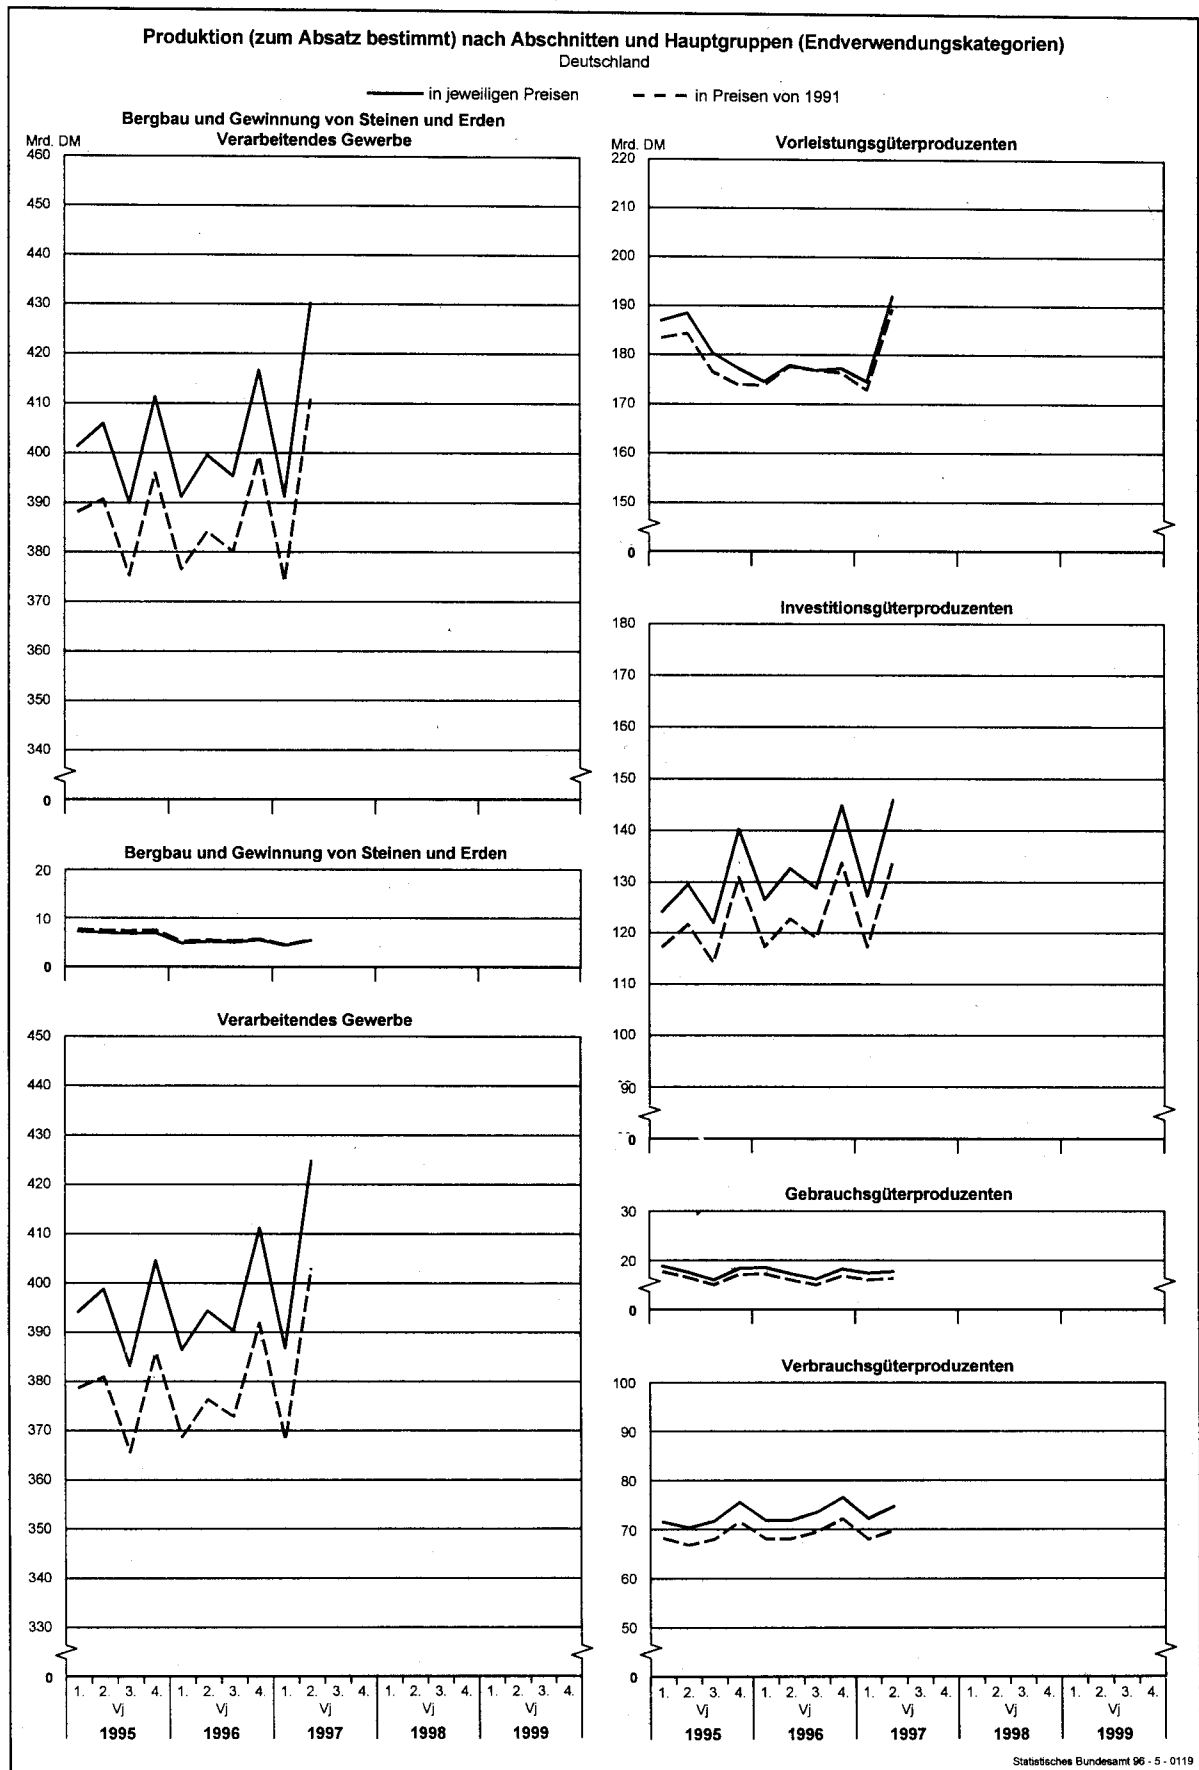 Produktion (zum Absatz bestimmt) nach Abschnitten und Hauptgruppen (Endverwendungskategorien)
Deutschland
in jeweiligen Preisen
in Preisen von 1991
Bergbau und Gewinnung von Steinen und Erden
Verarbeitendes Gewerbe
Mrd. DM
460
450
440
430
420
410
400
390
380
370
360
350
340
0
Bergbau und Gewinnung von Steinen und Erden
20
10
0
Verarbeitendes Gewerbe
450
440
430
420
410
400
390
380
370
360
350
340
330
0
1. 2. 3. 4. 1. 2. 3. 4. 1. 2. 3. 4. 1. 2. 3. 4. 1. 2. 3. 4.
Vj Vj Vj Vj Vj
1995 1996 1997 1998 1999
Vorleistungsgüterproduzenten
Mrd. DM
220
210
200
190
180
170
160
150
0
Investitionsgüterproduzenten
180
170
160
150
140
130
120
110
100
90
0
Gebrauchsgüterproduzenten
30
20
0
Verbrauchsgüterproduzenten
100
90
80
70
60
50
0
1. 2. 3. 4. 1. 2. 3. 4. 1. 2. 3. 4. 1. 2. 3. 4. 1. 2. 3. 4.
Vj Vj Vj Vj Vj
1995 1996 1997 1998 1999
Statistisches Bundesamt 96 - 5 - 0119